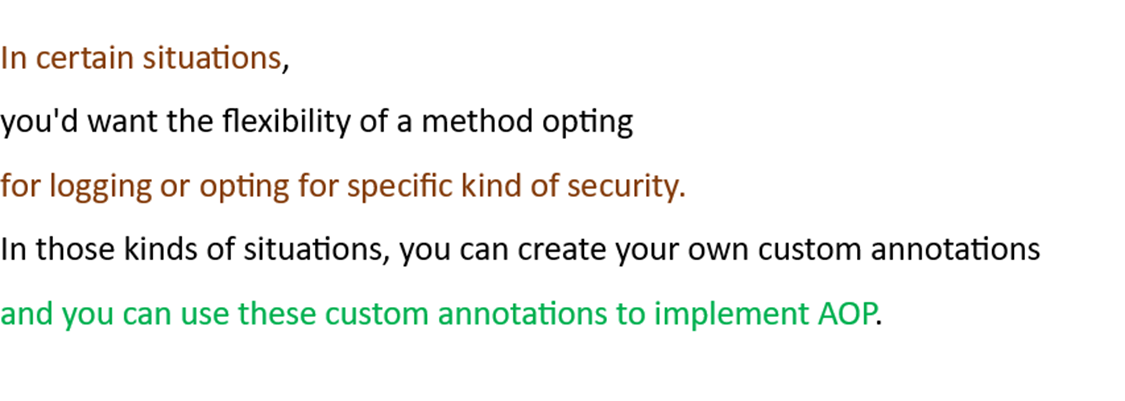 In certain situations,
you'd want the flexibility of a method opting
for logging or opting for specific kind of security.
In those kinds of situations, you can create your own custom annotations
and you can use these custom annotations to implement AOP.